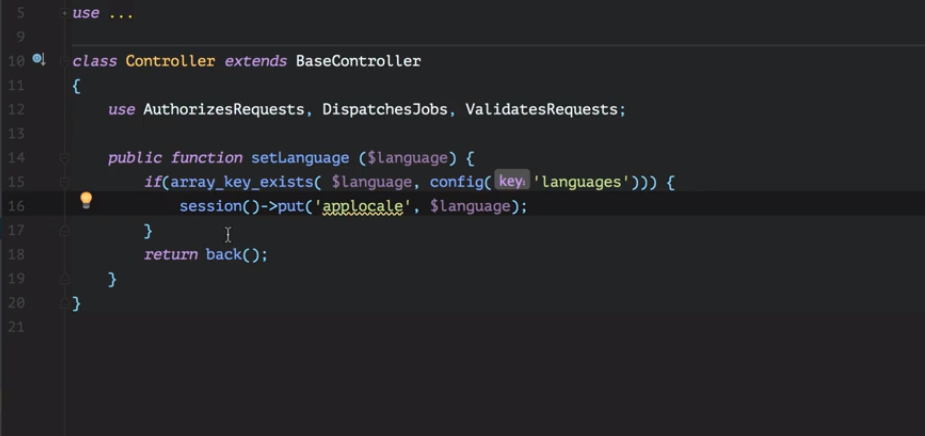 5 use ...
9
10 class Controller extends BaseController
11 {
12 use AuthorizesRequests, DispatchesJobs, ValidatesRequests;
13
14 public function setLanguage ($language) {
15 if(array_key_exists( $language, config( key: 'languages'))) {
16 session()->put('applocale', $language);
17 }
18 return back();
19 }
20 }
21